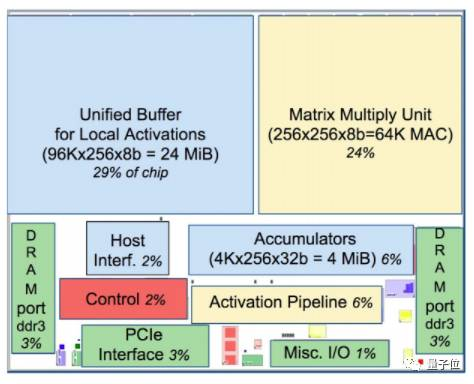 Unified Buffer
for Local Activations
(96Kx256x8b = 24 MiB)
29% of chip
Matrix Multiply Unit
(256x256x8b=64K MAC)
24%
D
R
A
M
port
ddr3
3%
Host
Interf. 2%
Accumulators
(4Kx256x32b = 4 MiB) 6%
D
R
A
M
port
ddr3
3%
Control 2%
Activation Pipeline 6%
PCIe
Interface 3%
Misc. I/O 1%
量子位